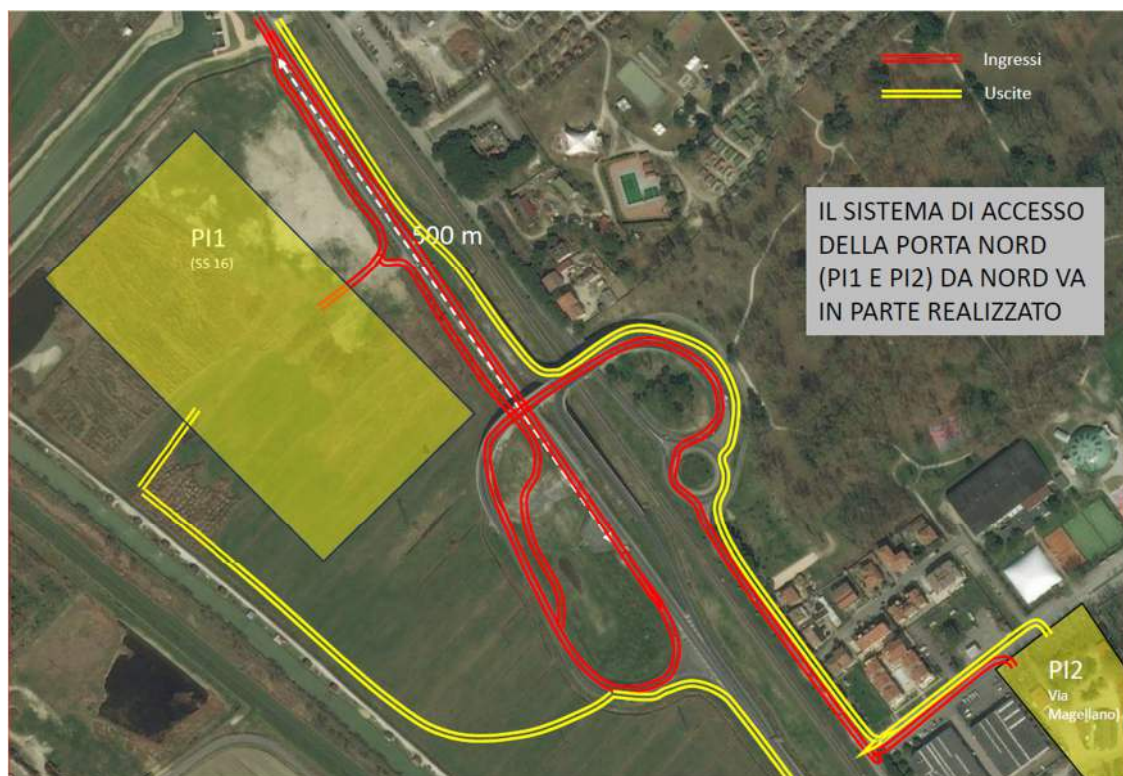 Ingressi
Uscite
IL SISTEMA DI ACCESSO
DELLA PORTA NORD
(PI1 E PI2) DA NORD VA
IN PARTE REALIZZATO
PI1
(SS 16)
500 m
PI2
Via
Magellano)